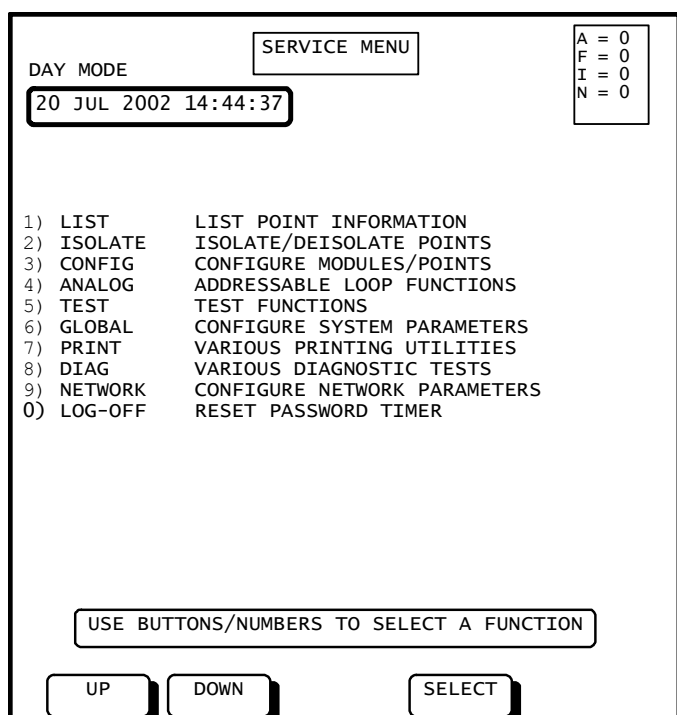 SERVICE MENU
A = 0
F = 0
I = 0
N = 0
DAY MODE
20 JUL 2002 14:44:37
1) LIST LIST POINT INFORMATION
2) ISOLATE ISOLATE/DEISOLATE POINTS
3) CONFIG CONFIGURE MODULES/POINTS
4) ANALOG ADDRESSABLE LOOP FUNCTIONS
5) TEST TEST FUNCTIONS
6) GLOBAL CONFIGURE SYSTEM PARAMETERS
7) PRINT VARIOUS PRINTING UTILITIES
8) DIAG VARIOUS DIAGNOSTIC TESTS
9) NETWORK CONFIGURE NETWORK PARAMETERS
0) LOG-OFF RESET PASSWORD TIMER
USE BUTTONS/NUMBERS TO SELECT A FUNCTION
UP DOWN SELECT